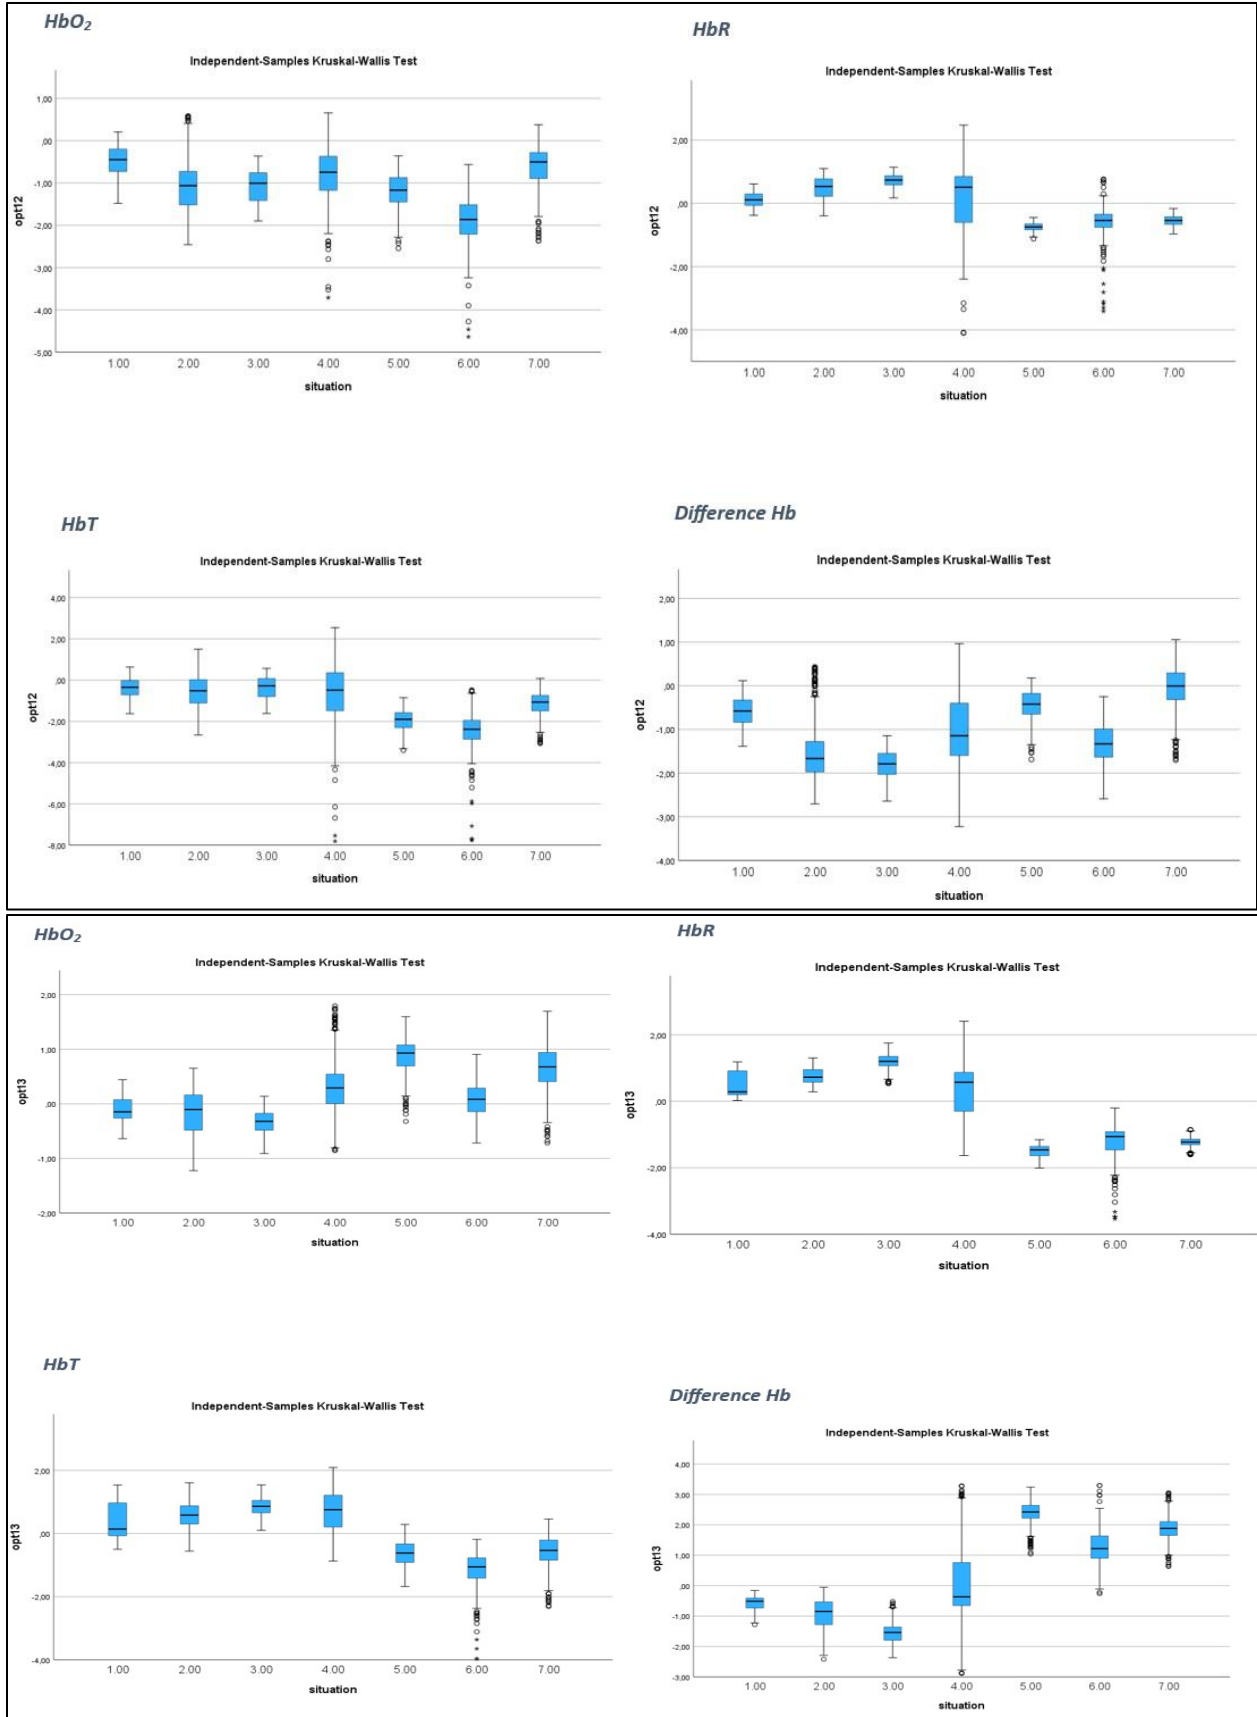 HbO₂
Independent-Samples Kruskal-Wallis Test
1,00
,00
-1,00
-2,00
-3,00
-4,00
-5,00
opt12
1.00 2.00 3.00 4.00 5.00 6.00 7.00
situation
HbR
Independent-Samples Kruskal-Wallis Test
2,00
,00
-2,00
-4,00
opt12
1.00 2.00 3.00 4.00 5.00 6.00 7.00
situation
HbT
Independent-Samples Kruskal-Wallis Test
4,00
2,00
,00
-2,00
-4,00
-6,00
-8,00
opt12
1.00 2.00 3.00 4.00 5.00 6.00 7.00
situation
Difference Hb
Independent-Samples Kruskal-Wallis Test
2,00
1,00
,00
-1,00
-2,00
-3,00
-4,00
opt12
1.00 2.00 3.00 4.00 5.00 6.00 7.00
situation
HbO₂
Independent-Samples Kruskal-Wallis Test
2,00
1,00
,00
-1,00
-2,00
opt13
1.00 2.00 3.00 4.00 5.00 6.00 7.00
situation
HbR
Independent-Samples Kruskal-Wallis Test
2,00
,00
-2,00
-4,00
opt13
1.00 2.00 3.00 4.00 5.00 6.00 7.00
situation
HbT
Independent-Samples Kruskal-Wallis Test
2,00
,00
-2,00
-4,00
opt13
1.00 2.00 3.00 4.00 5.00 6.00 7.00
situation
Difference Hb
Independent-Samples Kruskal-Wallis Test
4,00
3,00
2,00
1,00
,00
-1,00
-2,00
-3,00
opt13
1.00 2.00 3.00 4.00 5.00 6.00 7.00
situation